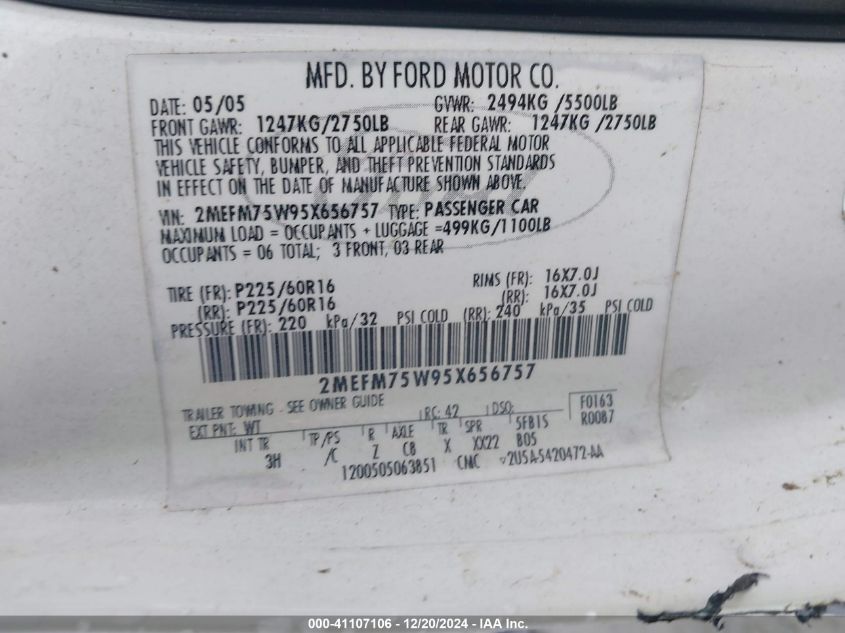 MFD. BY FORD MOTOR CO.
DATE: 05/05 GVWR: 2494KG /5500LB
FRONT GAWR: 1247KG/2750LB REAR GAWR: 1247KG /2750LB
THIS VEHICLE CONFORMS TO ALL APPLICABLE FEDERAL MOTOR
VEHICLE SAFETY, BUMPER, AND THEFT PREVENTION STANDARDS
IN EFFECT ON THE DATE OF MANUFACTURE SHOWN ABOVE.
VIN: 2MEFM75W95X656757 TYPE: PASSENGER CAR
MAXIMUM LOAD = OCCUPANTS + LUGGAGE =499KG/1100LB
OCCUPANTS = 06 TOTAL; 3 FRONT, 03 REAR
TIRE (FR): P225/60R16 RIMS (FR): 16X7.0J
(RR): P225/60R16 (RR): 16X7.0J
PRESSURE (FR): 220 kPa/32 PSI COLD (RR): 240 kPa/35 PSI COLD
2MEFM75W95X656757
TRAILER TOWING - SEE OWNER GUIDE
EXT PNT: WT RC: 42 DSO: F0163
R0087
INT TR TP/PS R AXLE TR SPR 5FB15
3H /C Z C8 X XX22 B05
1200505063851 CMC 2U5A-5420472-AA
000-41107106 - 12/20/2024 - IAA Inc.